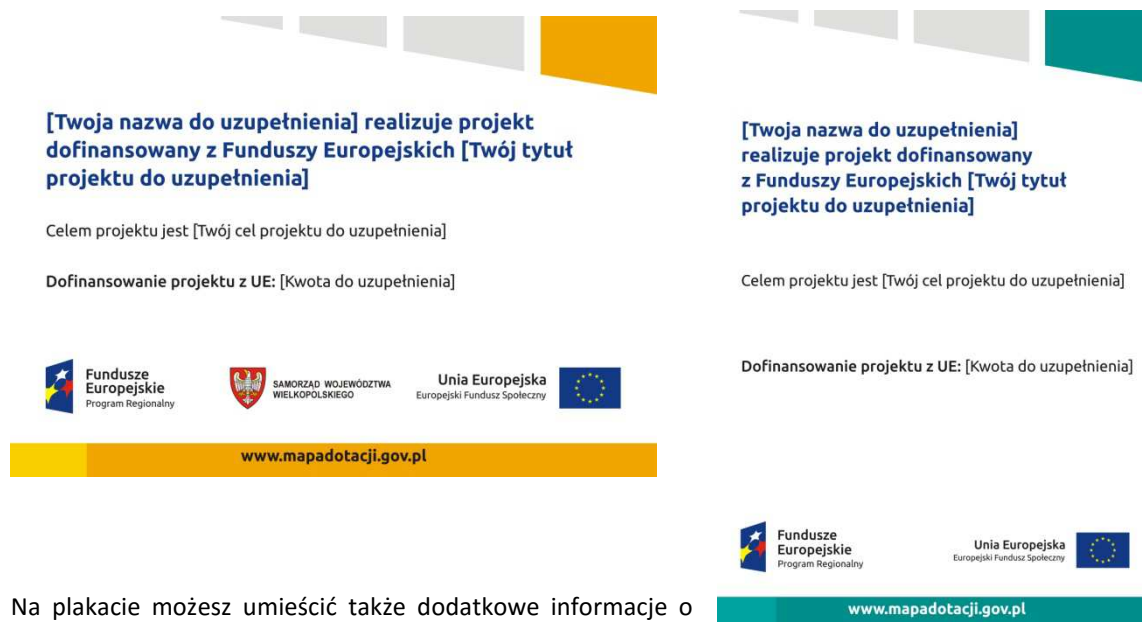 [Twoja nazwa do uzupełnienia] realizuje projekt
dofinansowany z Funduszy Europejskich [Twój tytuł
projektu do uzupełnienia]
Celem projektu jest [Twój cel projektu do uzupełnienia]
Dofinansowanie projektu z UE: [Kwota do uzupełnienia]
Fundusze
Europejskie
Program Regionalny
SAMORZĄD WOJEWÓDZTWA
WIELKOPOLSKIEGO
Unia Europejska
Europejski Fundusz Społeczny
www.mapadotacji.gov.pl
[Twoja nazwa do uzupełnienia]
realizuje projekt dofinansowany
z Funduszy Europejskich [Twój tytuł
projektu do uzupełnienia]
Celem projektu jest [Twój cel projektu do uzupełnienia]
Dofinansowanie projektu z UE: [Kwota do uzupełnienia]
Fundusze
Europejskie
Program Regionalny
Unia Europejska
Europejski Fundusz Społeczny
www.mapadotacji.gov.pl
Na plakacie możesz umieścić także dodatkowe informacje o